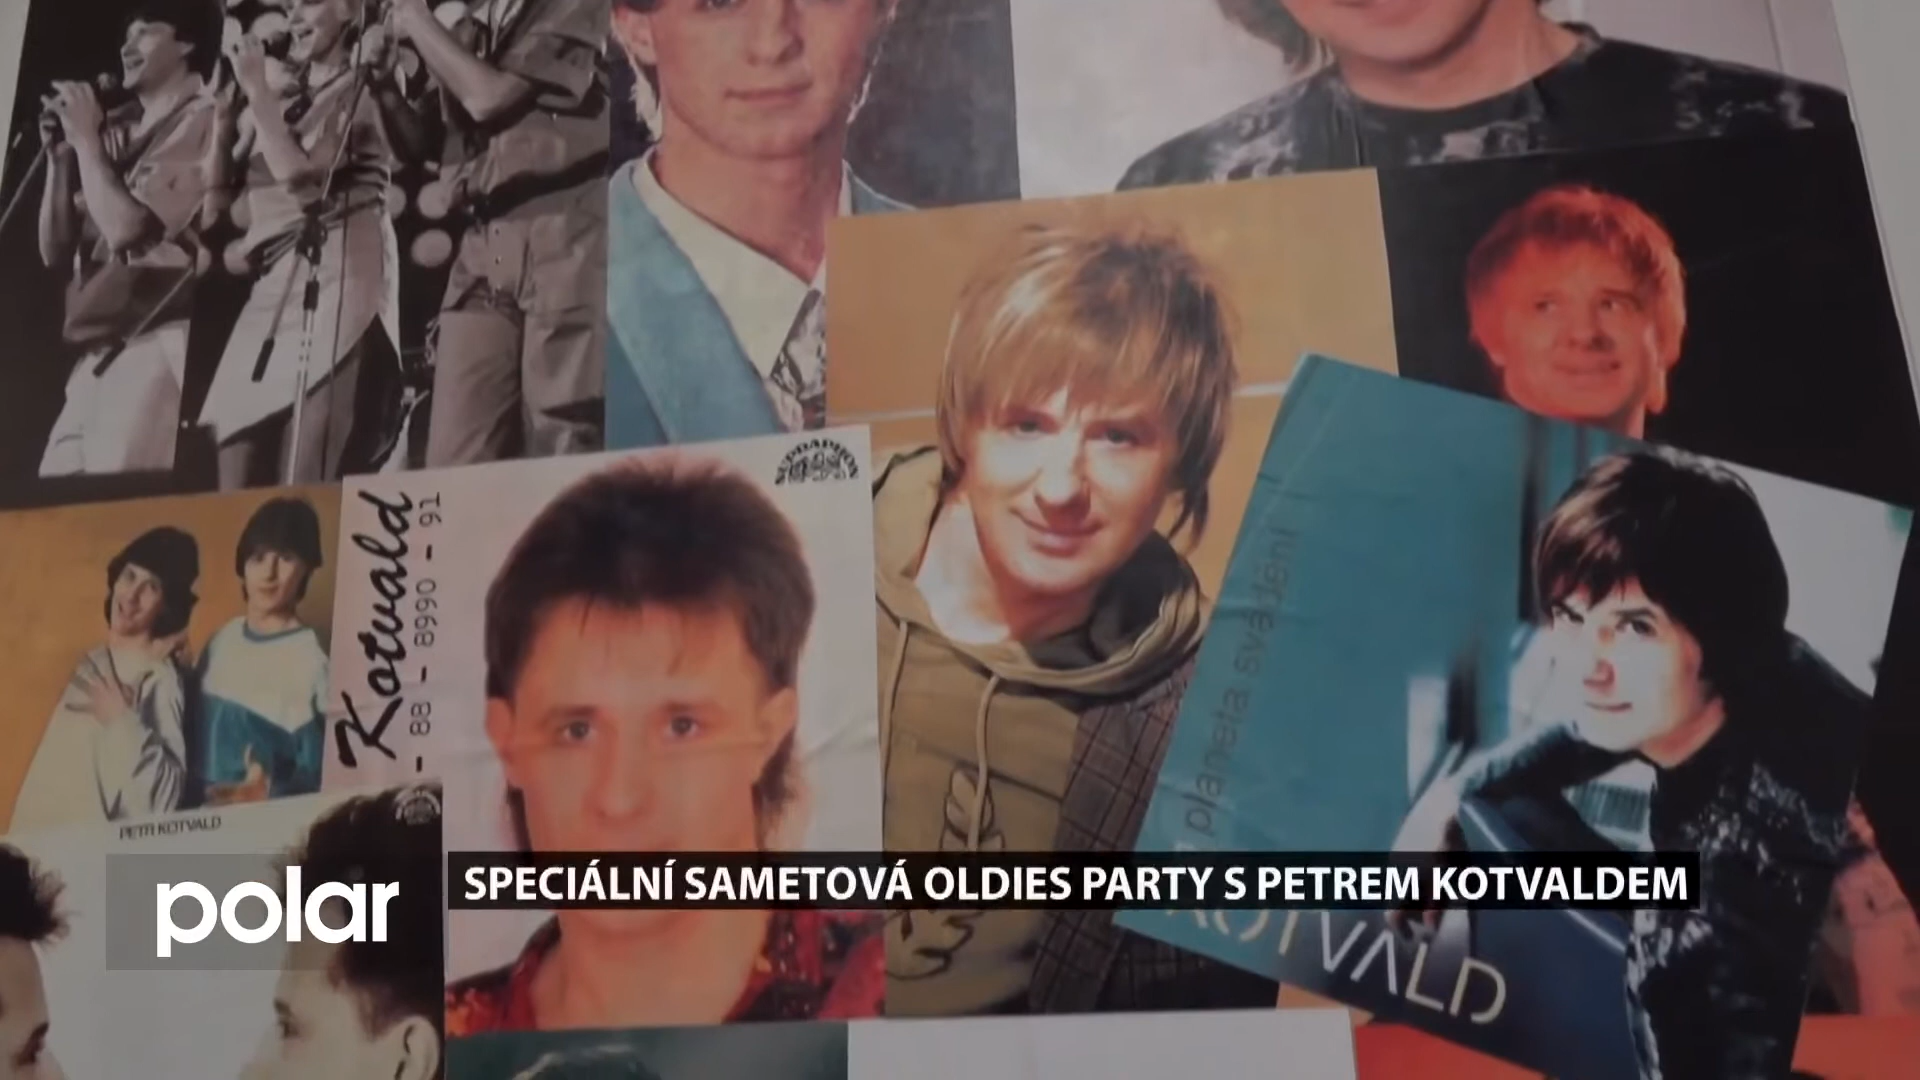 SUPRAPHON
Kotvald
- 88 - 8990 - 91
planeta svádění
PETR KOTVALD
polar
SPECIÁLNÍ SAMETOVÁ OLDIES PARTY S PETREM KOTVALDEM
KOTVALD